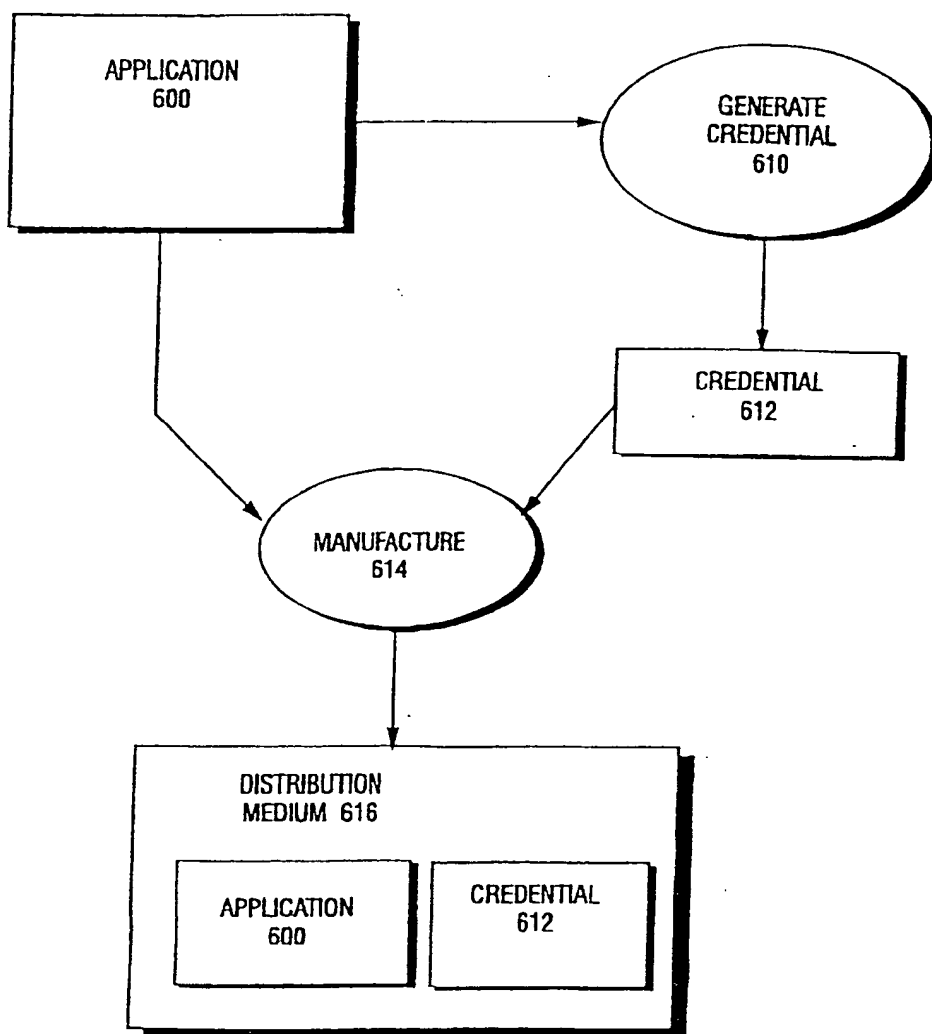 APPLICATION
600
GENERATE
CREDENTIAL
610
CREDENTIAL
612
MANUFACTURE
614
DISTRIBUTION
MEDIUM 616
APPLICATION
600
CREDENTIAL
612